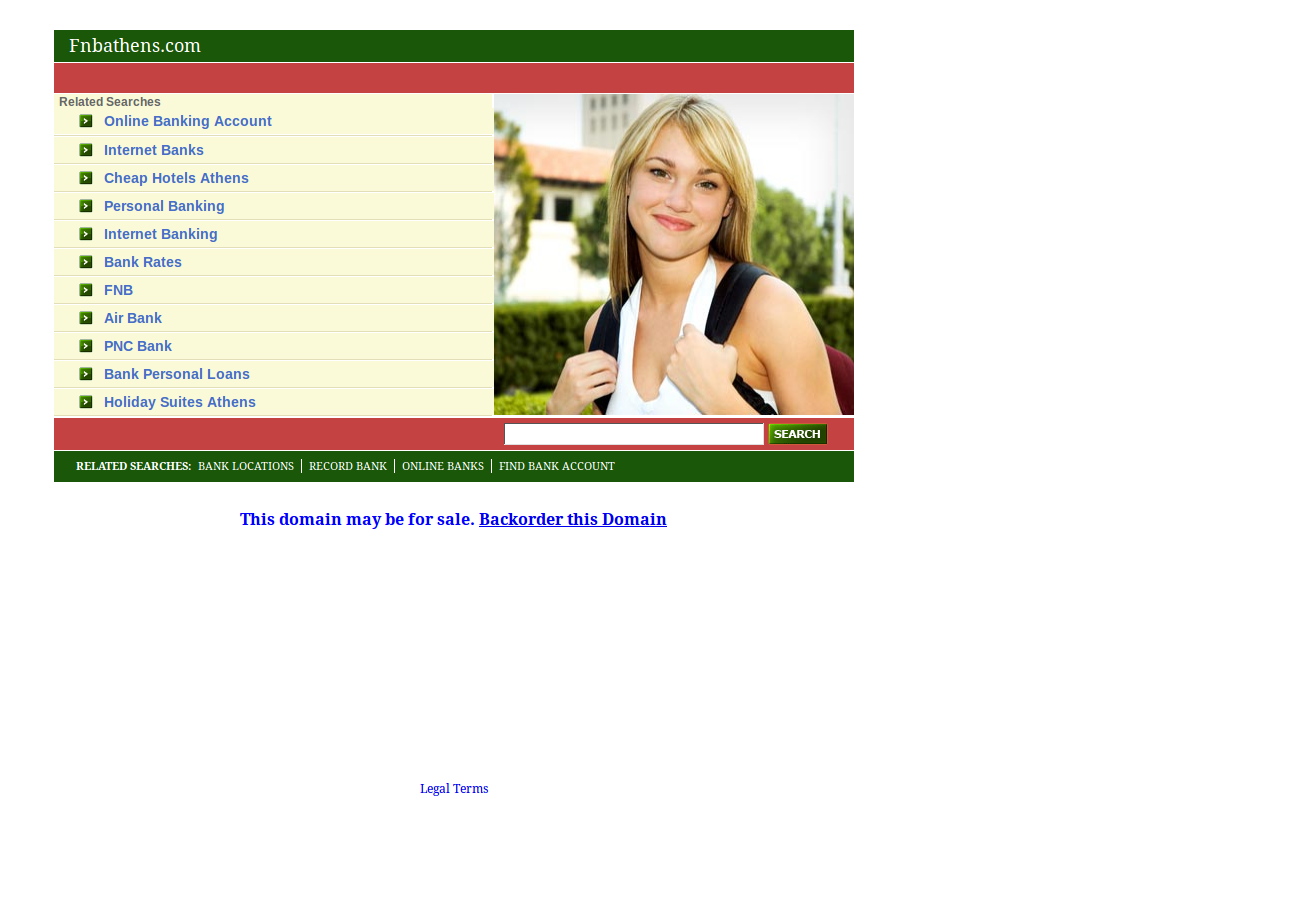 Fnbathens.com
Related Searches
Online Banking Account
Internet Banks
Cheap Hotels Athens
Personal Banking
Internet Banking
Bank Rates
FNB
Air Bank
PNC Bank
Bank Personal Loans
Holiday Suites Athens
SEARCH
RELATED SEARCHES: BANK LOCATIONS RECORD BANK ONLINE BANKS FIND BANK ACCOUNT
This domain may be for sale. Backorder this Domain
Legal Terms